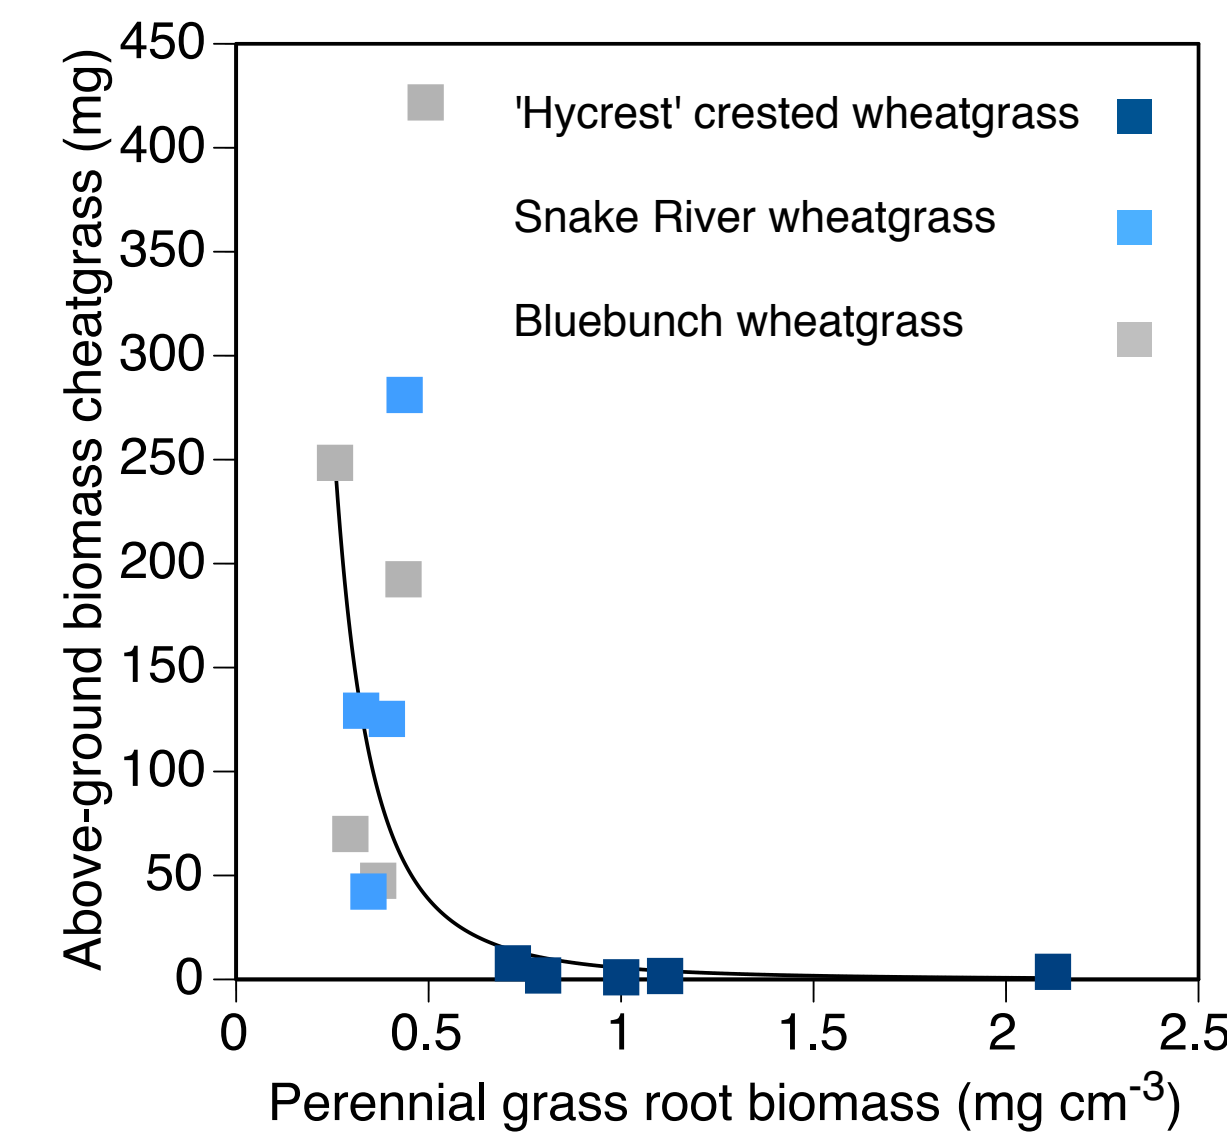 Above-ground biomass cheatgrass (mg)
450
400
350
300
250
200
150
100
50
0
'Hycrest' crested wheatgrass
Snake River wheatgrass
Bluebunch wheatgrass
0 0.5 1 1.5 2 2.5
Perennial grass root biomass (mg cm-3)